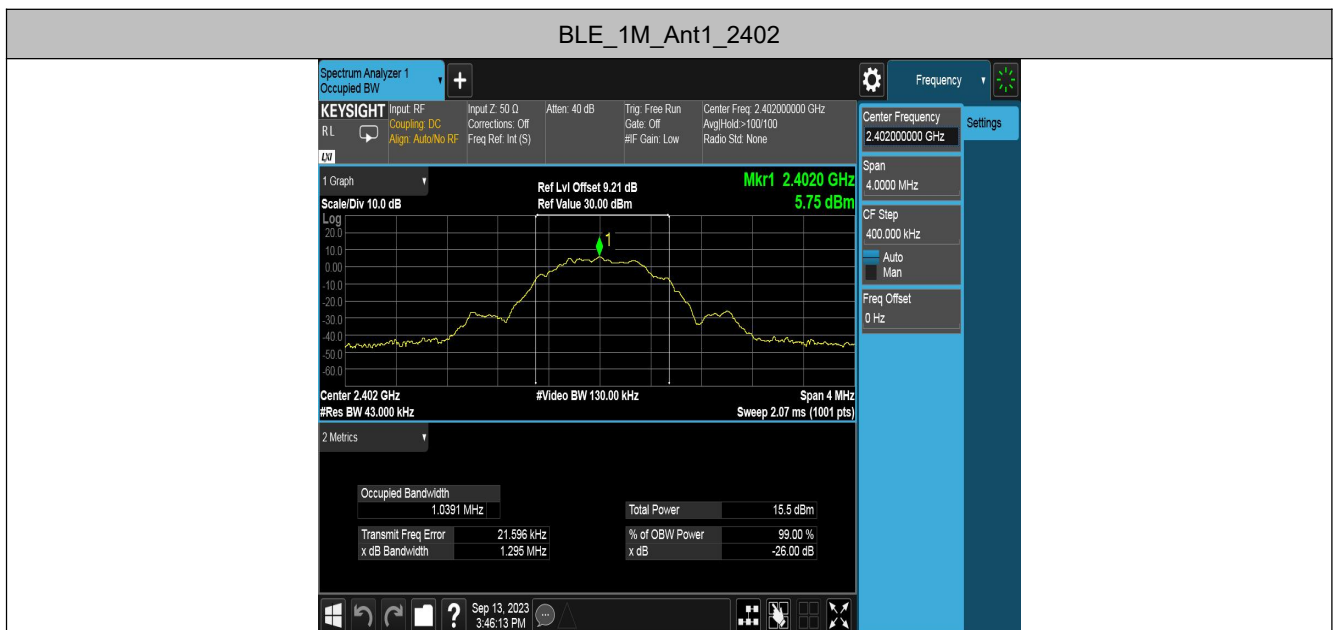 BLE_1M_Ant1_2402
Spectrum Analyzer 1
Occupied BW
+
Frequency
KEYSIGHT
RL
LXI
Input: RF
Coupling: DC
Align: Auto/No RF
Input Z: 50 Ω
Corrections: Off
Freq Ref: Int (S)
Atten: 40 dB
Trig: Free Run
Gate: Off
#IF Gain: Low
Center Freq: 2.402000000 GHz
Avg|Hold:>100/100
Radio Std: None
Center Frequency
2.402000000 GHz
Settings
Span
4.0000 MHz
CF Step
400.000 kHz
Auto
Man
Freq Offset
0 Hz
1 Graph
Scale/Div 10.0 dB
Ref Lvl Offset 9.21 dB
Ref Value 30.00 dBm
Mkr1 2.4020 GHz
5.75 dBm
Log
20.0
10.0
0.00
-10.0
-20.0
-30.0
-40.0
-50.0
-60.0
1
Center 2.402 GHz
#Video BW 130.00 kHz
Span 4 MHz
#Res BW 43.000 kHz
Sweep 2.07 ms (1001 pts)
2 Metrics
Occupied Bandwidth
1.0391 MHz
Total Power 15.5 dBm
Transmit Freq Error 21.596 kHz
% of OBW Power 99.00 %
x dB Bandwidth 1.295 MHz
x dB -26.00 dB
?
Sep 13, 2023
3:46:13 PM